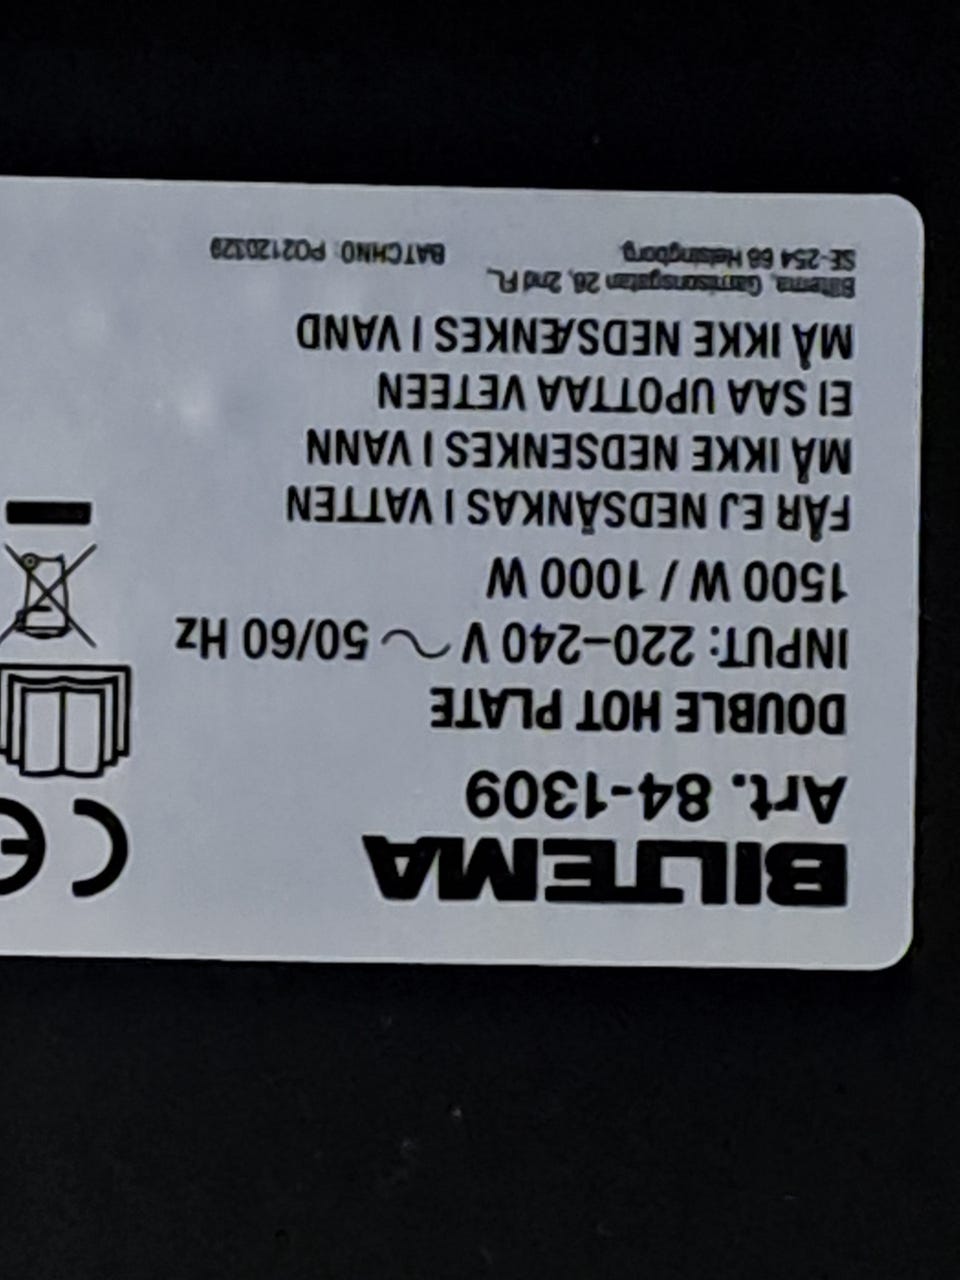 BILTEMA
Art. 84-1309
DOUBLE HOT PLATE
INPUT: 220-240 V ~ 50/60 Hz
1500 W / 1000 W
FÅR EJ NEDSÄNKAS I VATTEN
MÅ IKKE NEDSENKES I VANN
EI SAA UPOTTAA VETEEN
MÅ IKKE NEDSÆNKES I VAND
Biltema, Garnisonsgatan 26, 2nd FL,
SE-254 66 Helsingborg
BATCHNO: PO2120329
CE